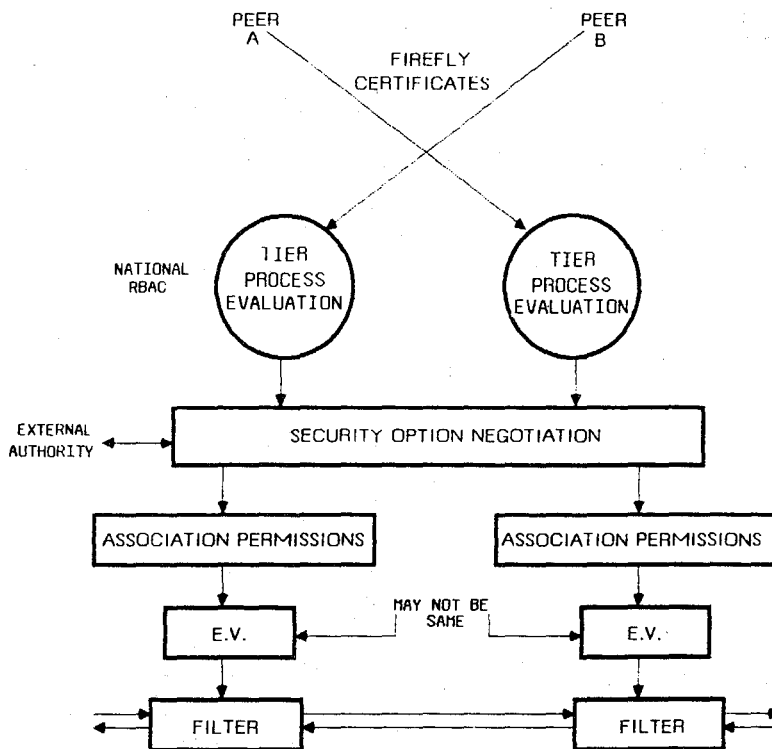 PEER
A
PEER
B
FIREFLY
CERTIFICATES
NATIONAL
RBAC
TIER
PROCESS
EVALUATION
TIER
PROCESS
EVALUATION
EXTERNAL
AUTHORITY
SECURITY OPTION NEGOTIATION
ASSOCIATION PERMISSIONS
ASSOCIATION PERMISSIONS
MAY NOT BE
SAME
E.V.
E.V.
FILTER
FILTER